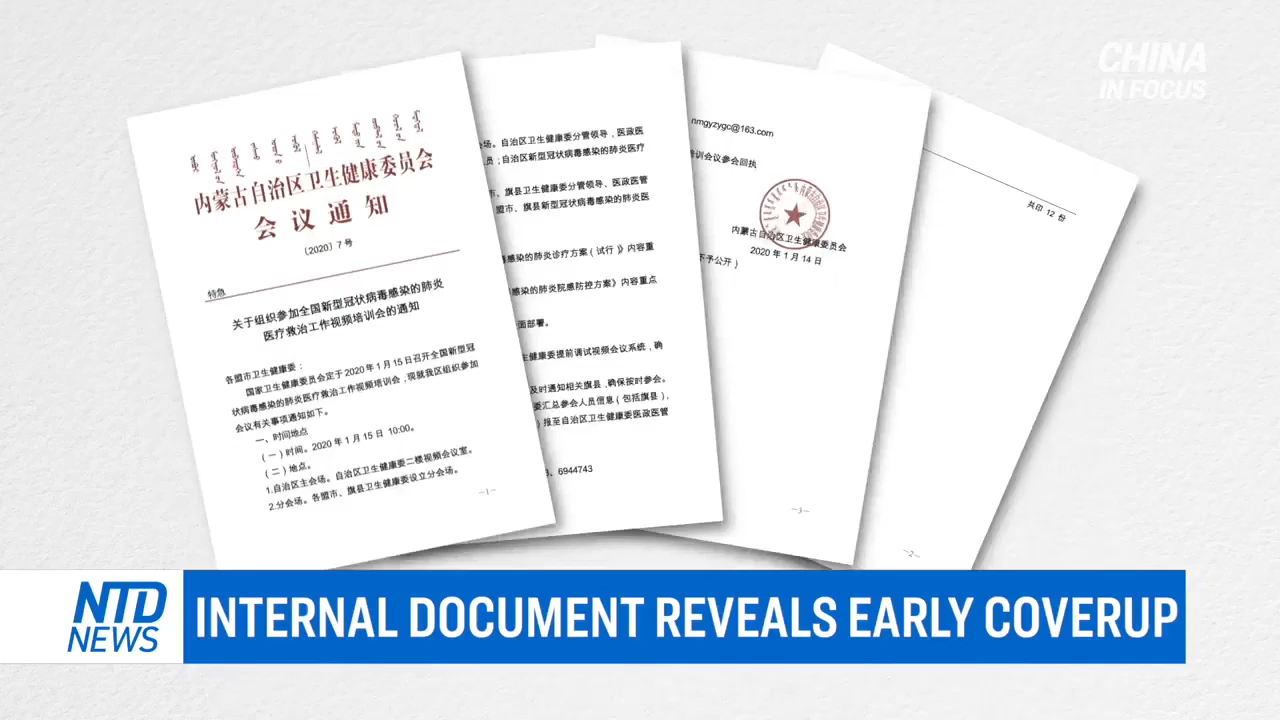 CHINA
IN FOCUS
内蒙古自治区卫生健康委员会
会议通知
〔2020〕7 号
特急
关于组织参加全国新型冠状病毒感染的肺炎
医疗救治工作视频培训会的通知
各盟市卫生健康委：
国家卫生健康委员会定于 2020 年 1 月 15 日召开全国新型冠
状病毒感染的肺炎医疗救治工作视频培训会，现就我区组织参加
会议有关事项通知如下。
一、时间地点
（一）时间。2020 年 1 月 15 日 10:00。
（二）地点。
1.自治区主会场。自治区卫生健康委二楼视频会议室。
2.分会场。各盟市、旗县卫生健康委设立分会场。
—1—
场。自治区卫生健康委分管领导，医政医
员；自治区新型冠状病毒感染的肺炎医疗
市、旗县卫生健康委分管领导、医政医管
盟市、旗县新型冠状病毒感染的肺炎医
感染的肺炎诊疗方案（试行）》内容重
感染的肺炎院感防控方案》内容重点
面部署。
生健康委提前调试视频会议系统，确
及时通知相关旗县，确保按时参会。
委汇总参会人员信息（包括旗县），
）报至自治区卫生健康委医政医管
、6944743
nmgyzygc@163.com
训会议参会回执
内蒙古自治区卫生健康委员会
2020 年 1 月 14 日
不予公开）
—3—
共印 12 份
—2—
NTD
NEWS
INTERNAL DOCUMENT REVEALS EARLY COVERUP